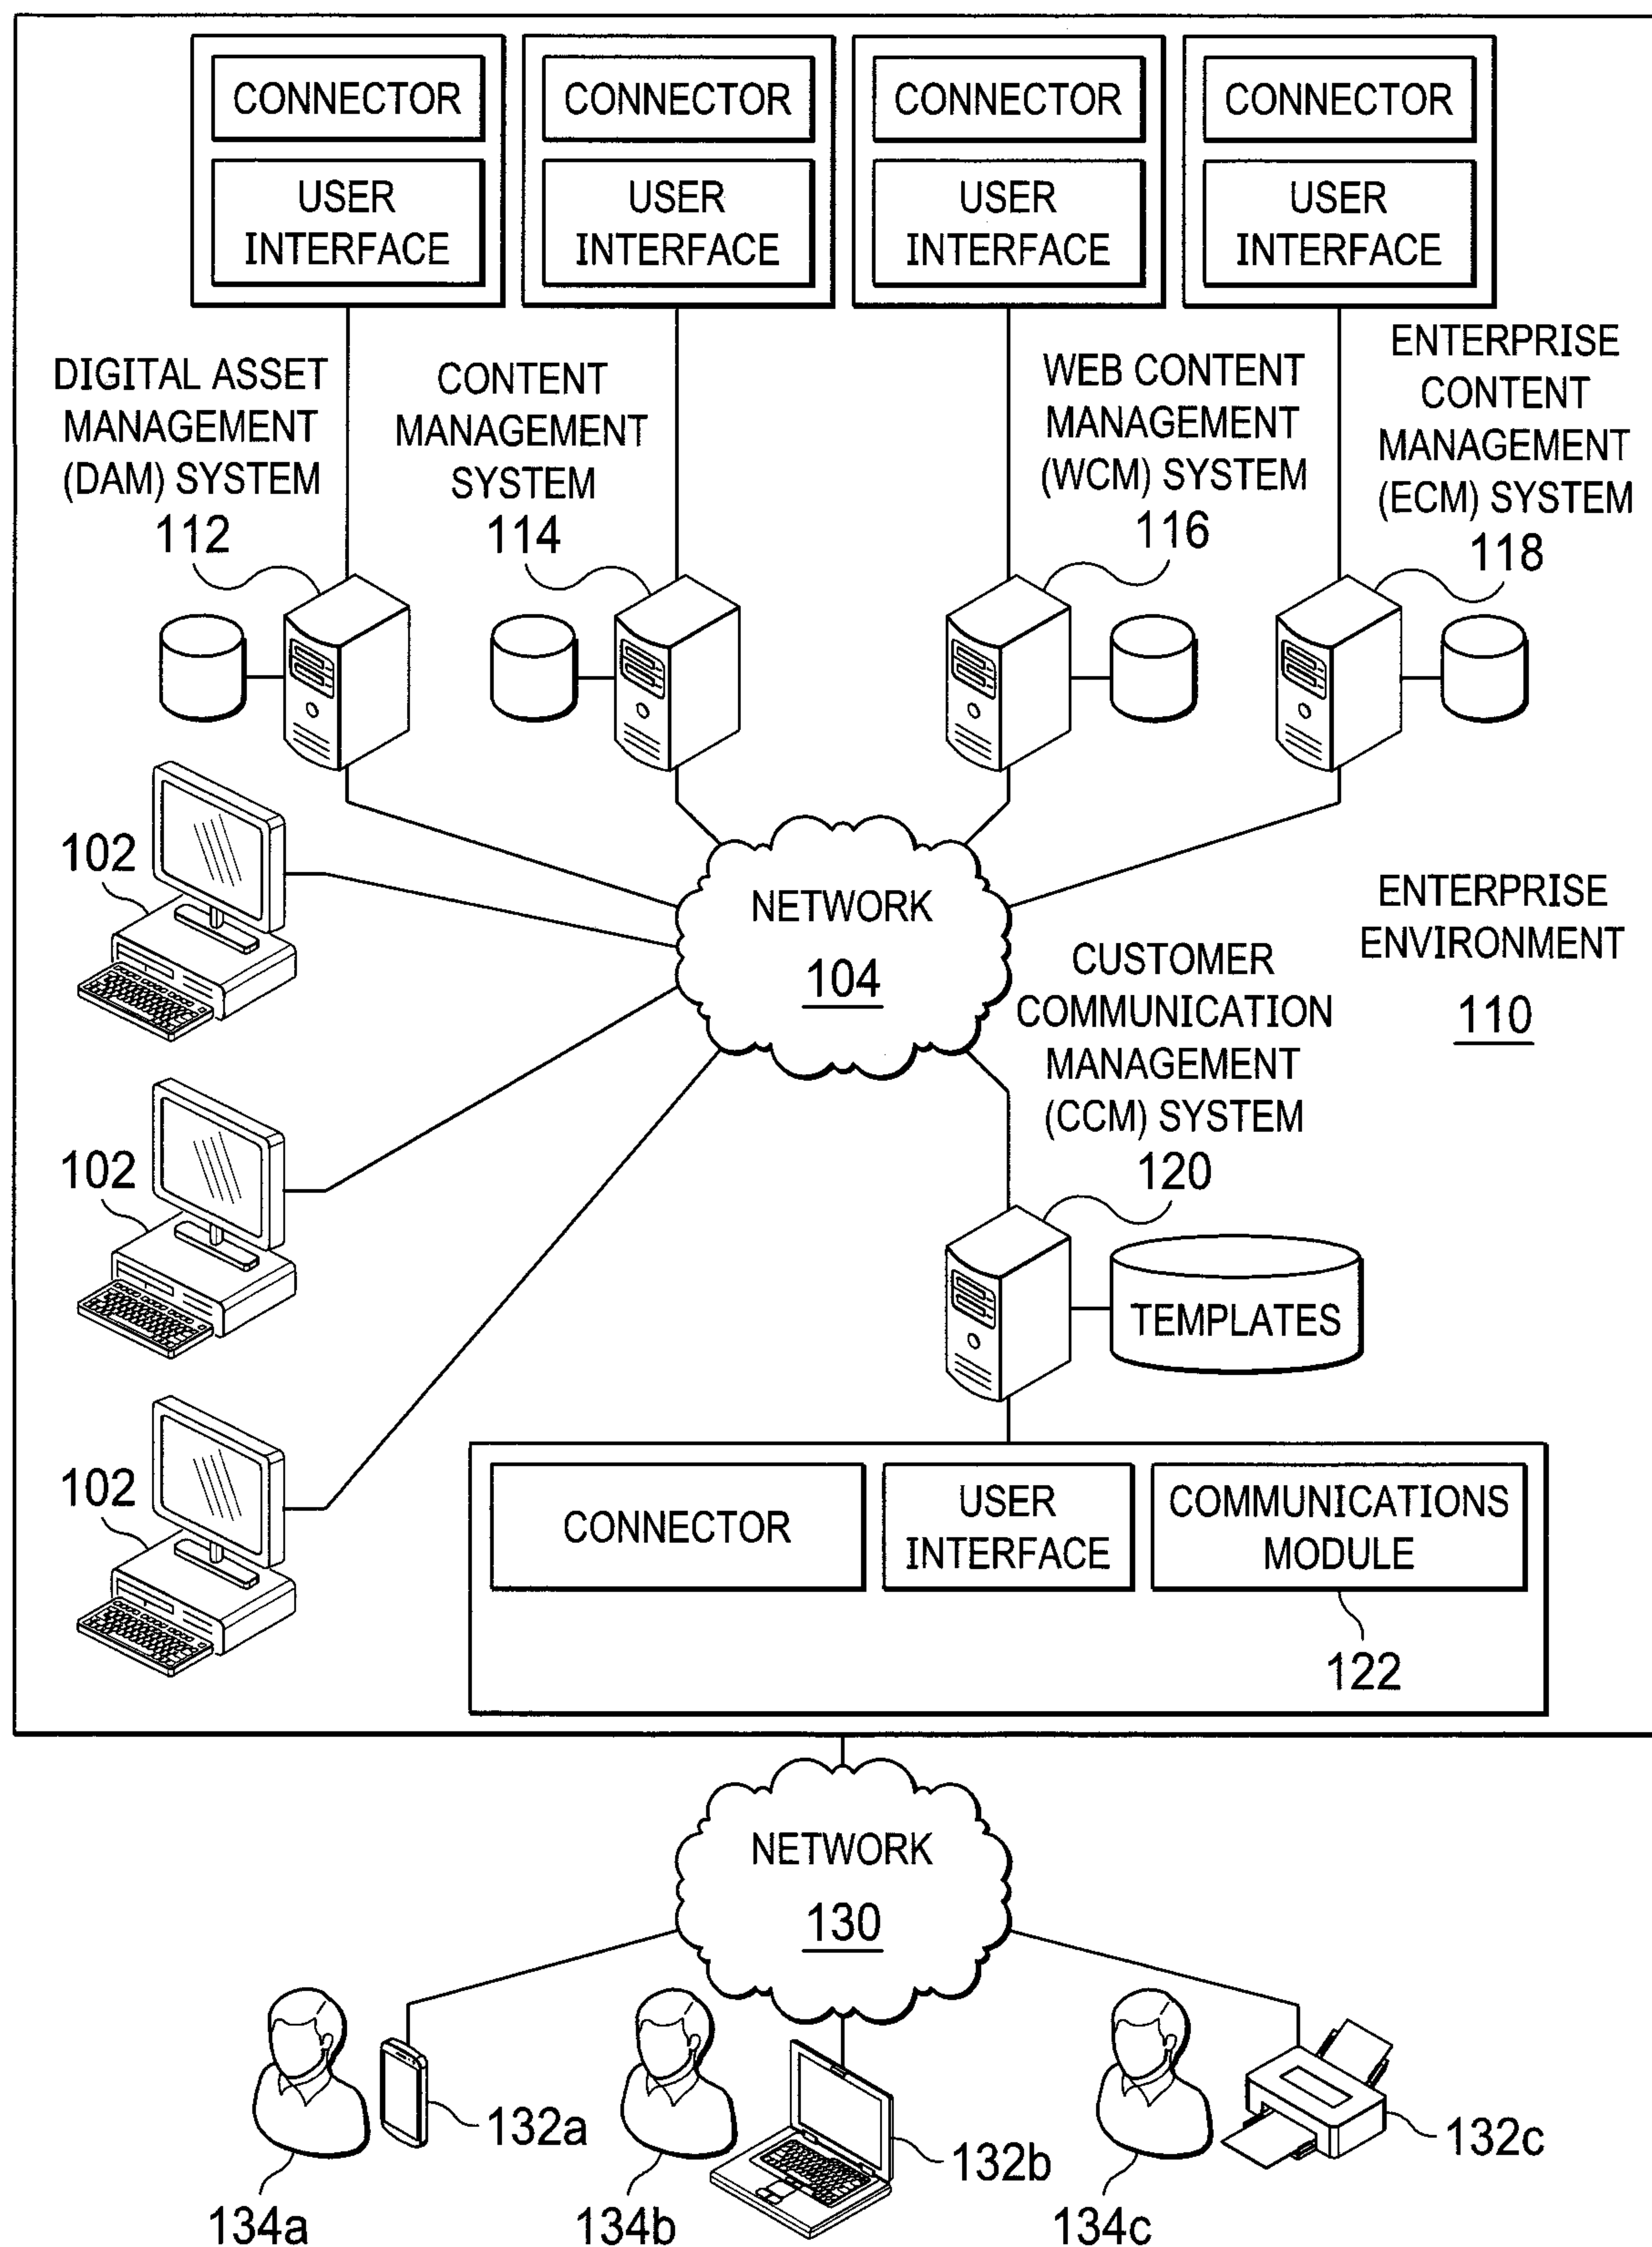 CONNECTOR
USER
INTERFACE
CONNECTOR
USER
INTERFACE
CONNECTOR
USER
INTERFACE
CONNECTOR
USER
INTERFACE
DIGITAL ASSET
MANAGEMENT
(DAM) SYSTEM
112
CONTENT
MANAGEMENT
SYSTEM
114
WEB CONTENT
MANAGEMENT
(WCM) SYSTEM
116
ENTERPRISE
CONTENT
MANAGEMENT
(ECM) SYSTEM
118
102
NETWORK
104
ENTERPRISE
ENVIRONMENT
110
CUSTOMER
COMMUNICATION
MANAGEMENT
(CCM) SYSTEM
120
102
TEMPLATES
102
CONNECTOR
USER
INTERFACE
COMMUNICATIONS
MODULE
122
NETWORK
130
132a
134a
132b
134b
132c
134c